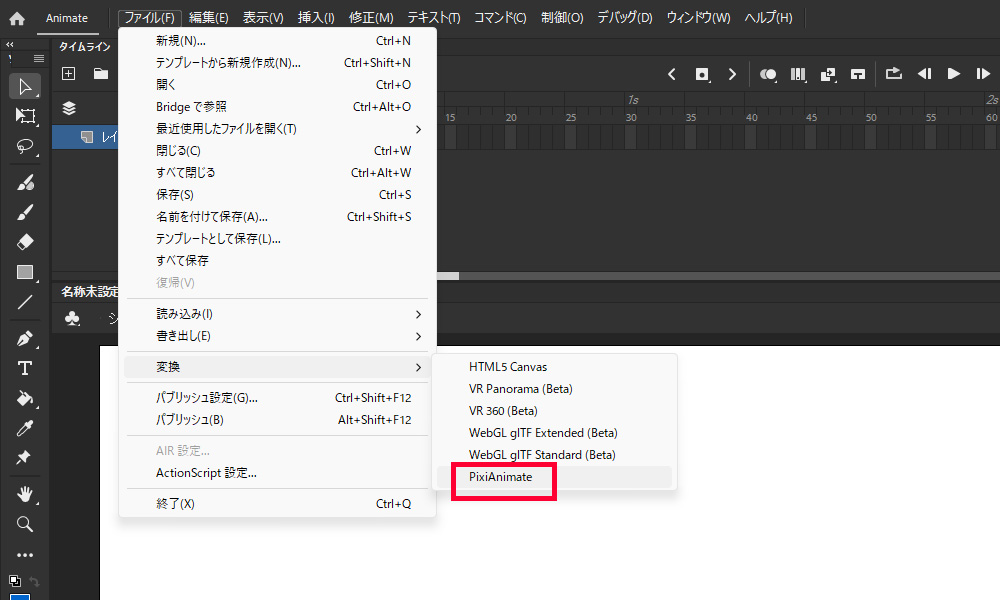 Animate ファイル(F) 編集(E) 表示(V) 挿入(I) 修正(M) テキスト(T) コマンド(C) 制御(O) デバッグ(D) ウィンドウ(W) ヘルプ(H)
タイムライン
新規(N)... Ctrl+N
テンプレートから新規作成(N)... Ctrl+Shift+N
開く Ctrl+O
Bridge で参照 Ctrl+Alt+O
最近使用したファイルを開く(T)
閉じる(C) Ctrl+W
すべて閉じる Ctrl+Alt+W
保存(S) Ctrl+S
名前を付けて保存(A)... Ctrl+Shift+S
テンプレートとして保存(L)...
すべて保存
復帰(V)
読み込み(I)
書き出し(E)
変換
パブリッシュ設定(G)... Ctrl+Shift+F12
パブリッシュ(B) Alt+Shift+F12
AIR 設定...
ActionScript 設定...
終了(X) Ctrl+Q
1s 2s
15 20 25 30 35 40 45 50 55 60
レイ
名称未設定
シ
HTML5 Canvas
VR Panorama (Beta)
VR 360 (Beta)
WebGL glTF Extended (Beta)
WebGL glTF Standard (Beta)
PixiAnimate